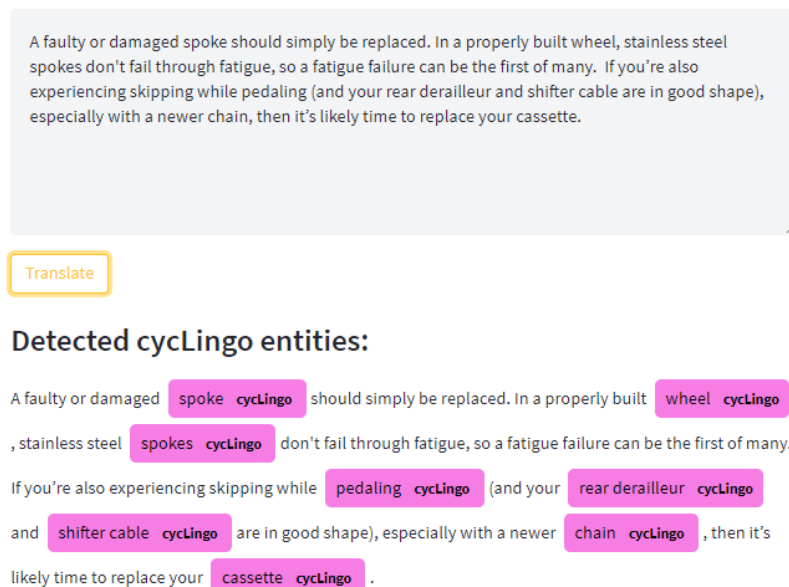 A faulty or damaged spoke should simply be replaced. In a properly built wheel, stainless steel
spokes don't fail through fatigue, so a fatigue failure can be the first of many.  If you’re also
experiencing skipping while pedaling (and your rear derailleur and shifter cable are in good shape),
especially with a newer chain, then it’s likely time to replace your cassette.
Translate
Detected cycLingo entities:
A faulty or damaged spoke cycLingo should simply be replaced. In a properly built wheel cycLingo
, stainless steel spokes cycLingo don't fail through fatigue, so a fatigue failure can be the first of many.
If you’re also experiencing skipping while pedaling cycLingo (and your rear derailleur cycLingo
and shifter cable cycLingo are in good shape), especially with a newer chain cycLingo , then it’s
likely time to replace your cassette cycLingo .